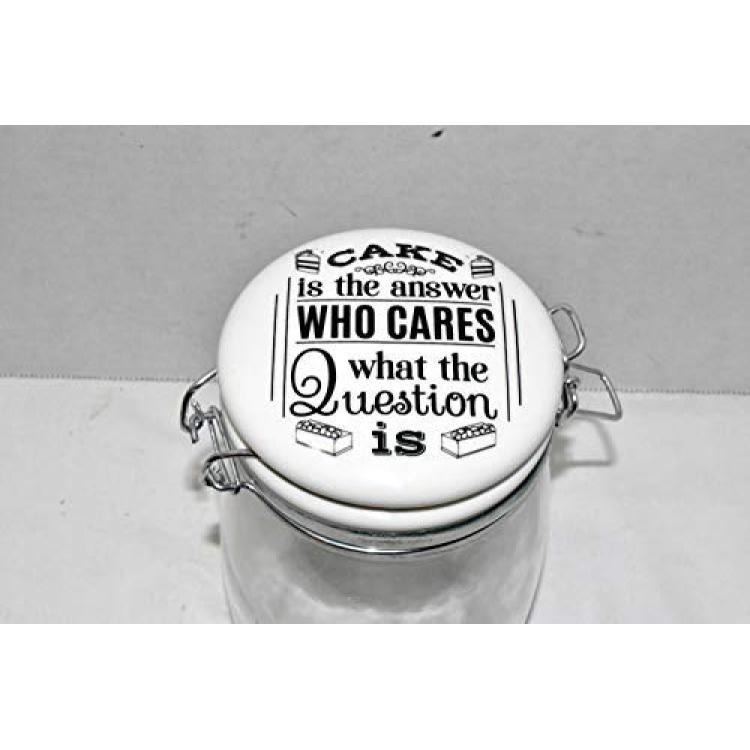 CAKE
is the answer
WHO CARES
what the
Question
is